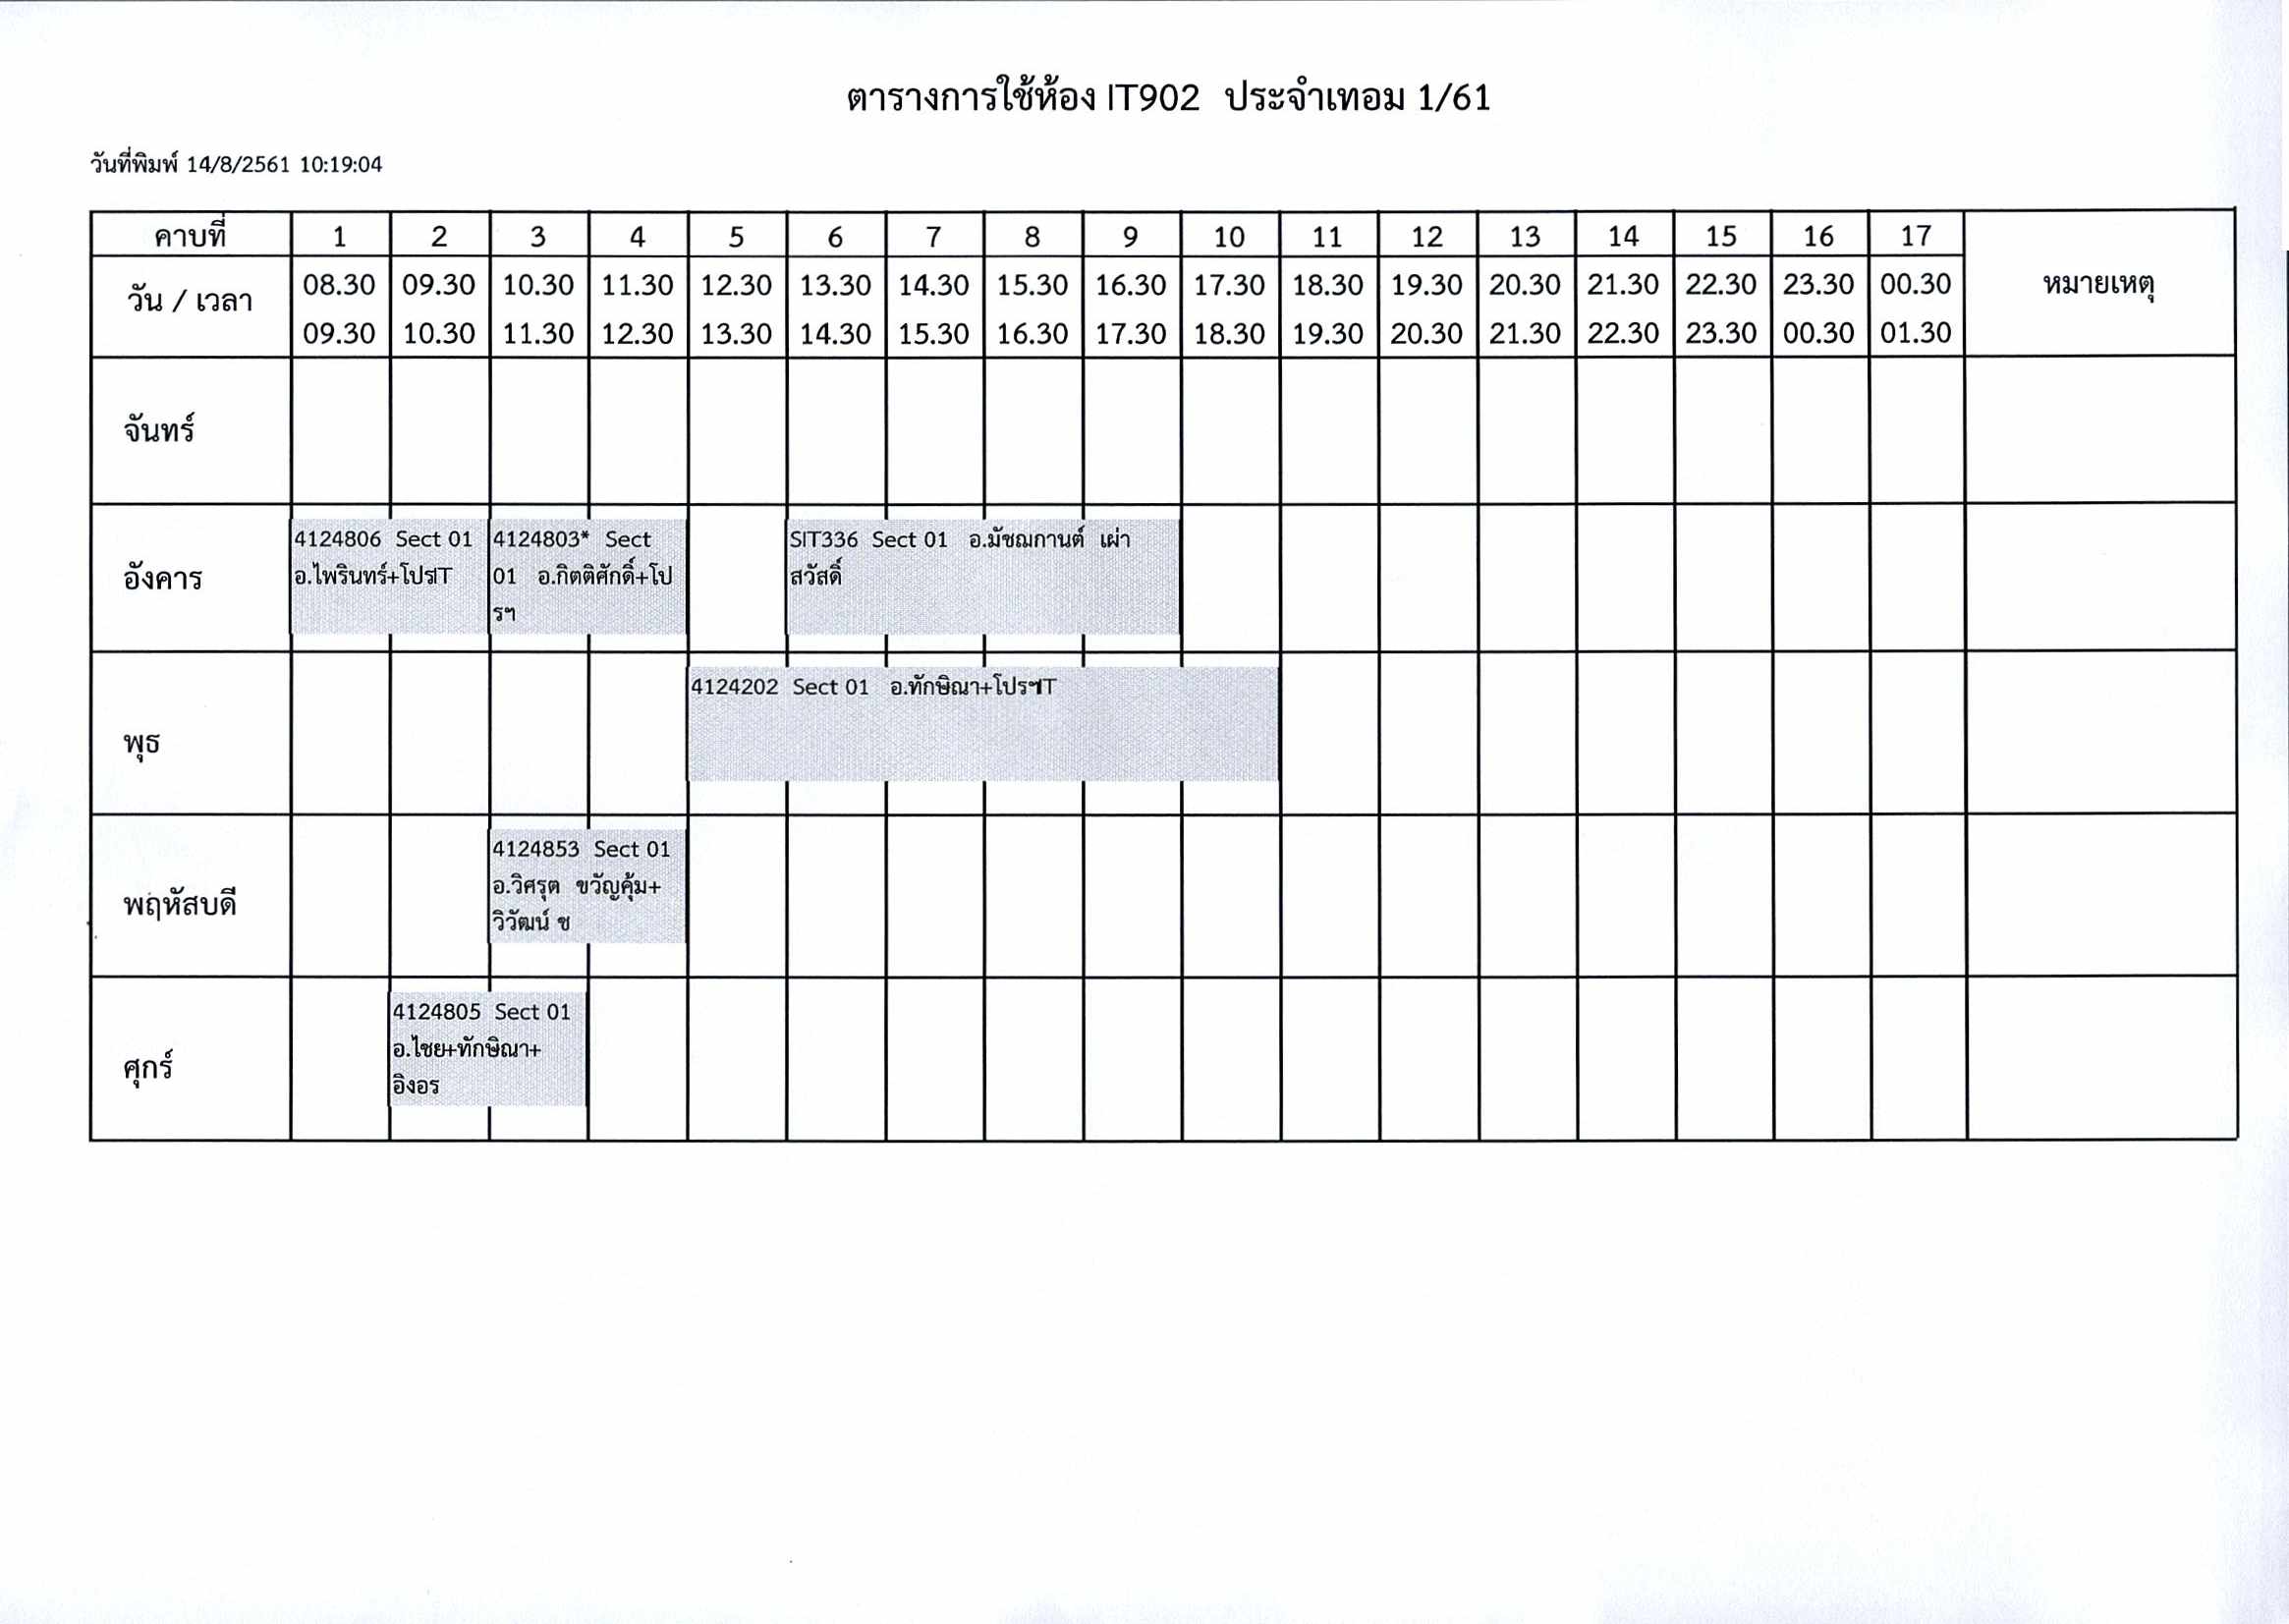 ตารางการใช้ห้อง IT902 ประจำเทอม 1/61
วันที่พิมพ์ 14/8/2561 10:19:04
คาบที่ 1 2 3 4 5 6 7 8 9 10 11 12 13 14 15 16 17
หมายเหตุ
วัน / เวลา
08.30 09.30 10.30 11.30 12.30 13.30 14.30 15.30 16.30 17.30 18.30 19.30 20.30 21.30 22.30 23.30 00.30
09.30 10.30 11.30 12.30 13.30 14.30 15.30 16.30 17.30 18.30 19.30 20.30 21.30 22.30 23.30 00.30 01.30
จันทร์
อังคาร
4124806 Sect 01
อ.ไพรินทร์+โปรIT
4124803* Sect
01 อ.กิตติศักดิ์+โป
รฯ
SIT336 Sect 01 อ.มัชฌกานต์ เผ่า
สวัสดิ์
พุธ
4124202 Sect 01 อ.ทักษิณา+โปรฯIT
พฤหัสบดี
4124853 Sect 01
อ.วิศรุต ขวัญคุ้ม+
วิวัฒน์ ช
ศุกร์
4124805 Sect 01
อ.ไชย+ทักษิณา+
อิงอร